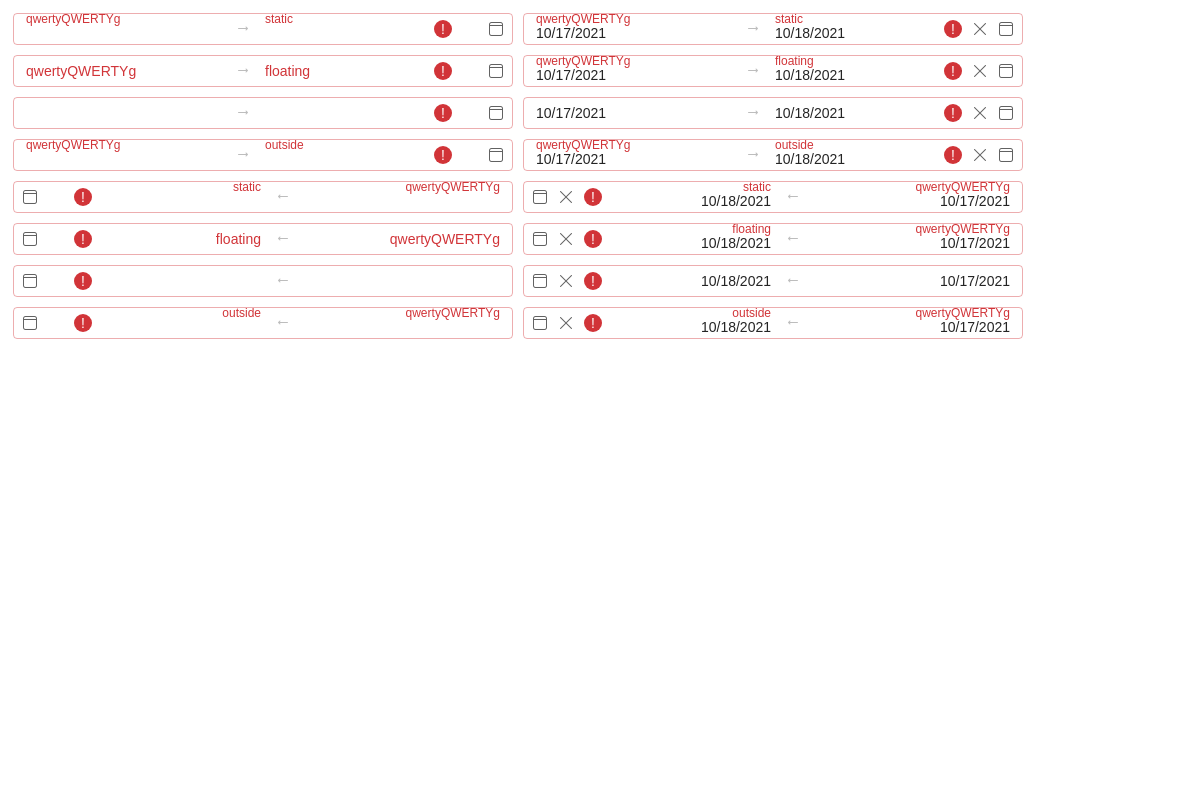 qwertyQWERTYg → static ! qwertyQWERTYg → static !
10/17/2021 10/18/2021
qwertyQWERTYg → floating ! qwertyQWERTYg → floating !
10/17/2021 10/18/2021
→ ! 10/17/2021 → 10/18/2021 !
qwertyQWERTYg → outside ! qwertyQWERTYg → outside !
10/17/2021 10/18/2021
! static ← qwertyQWERTYg ! static ← qwertyQWERTYg
10/18/2021 10/17/2021
! floating ← qwertyQWERTYg ! floating ← qwertyQWERTYg
10/18/2021 10/17/2021
! ← ! 10/18/2021 ← 10/17/2021
! outside ← qwertyQWERTYg ! outside ← qwertyQWERTYg
10/18/2021 10/17/2021